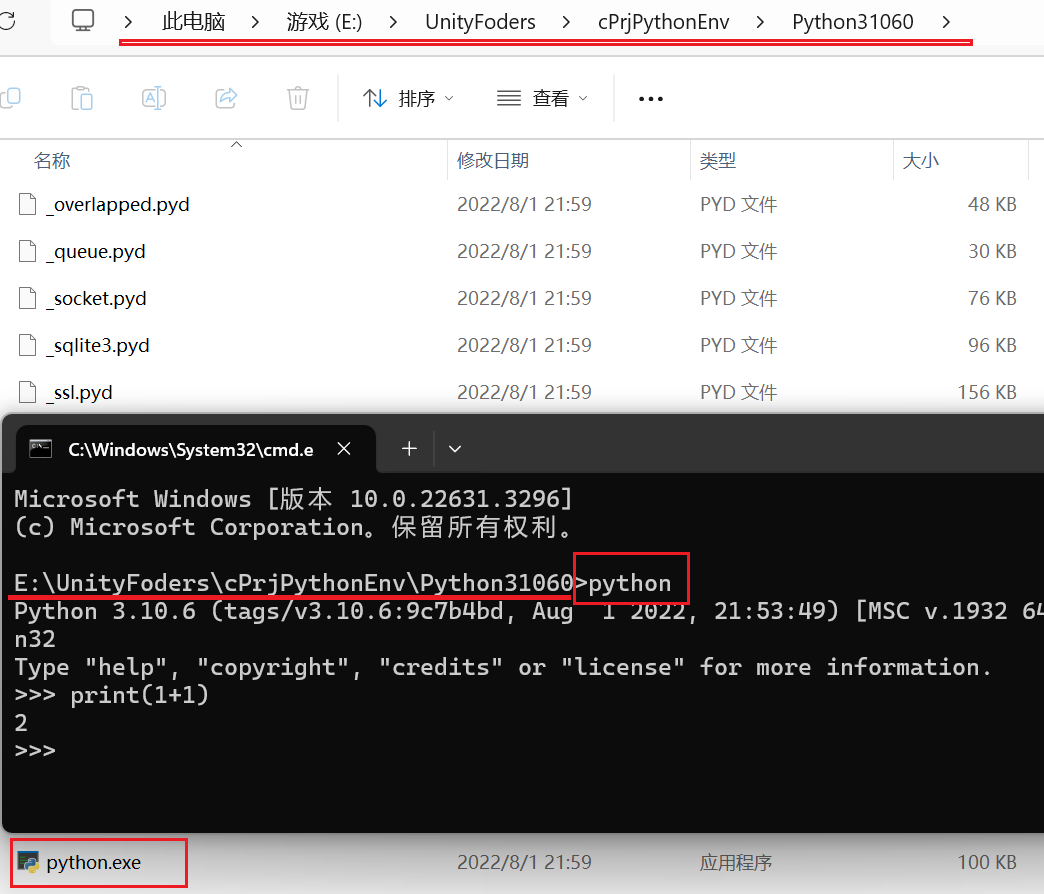 此电脑 > 游戏 (E:) > UnityFoders > cPrjPythonEnv > Python31060 >
排序 查看 ...
名称 修改日期 类型 大小
_overlapped.pyd 2022/8/1 21:59 PYD 文件 48 KB
_queue.pyd 2022/8/1 21:59 PYD 文件 30 KB
_socket.pyd 2022/8/1 21:59 PYD 文件 76 KB
_sqlite3.pyd 2022/8/1 21:59 PYD 文件 96 KB
_ssl.pyd 2022/8/1 21:59 PYD 文件 156 KB
C:\Windows\System32\cmd.e
Microsoft Windows [版本 10.0.22631.3296]
(c) Microsoft Corporation。保留所有权利。
E:\UnityFoders\cPrjPythonEnv\Python31060>python
Python 3.10.6 (tags/v3.10.6:9c7b4bd, Aug  1 2022, 21:53:49) [MSC v.1932 64
n32
Type "help", "copyright", "credits" or "license" for more information.
>>> print(1+1)
2
>>>
python.exe 2022/8/1 21:59 应用程序 100 KB